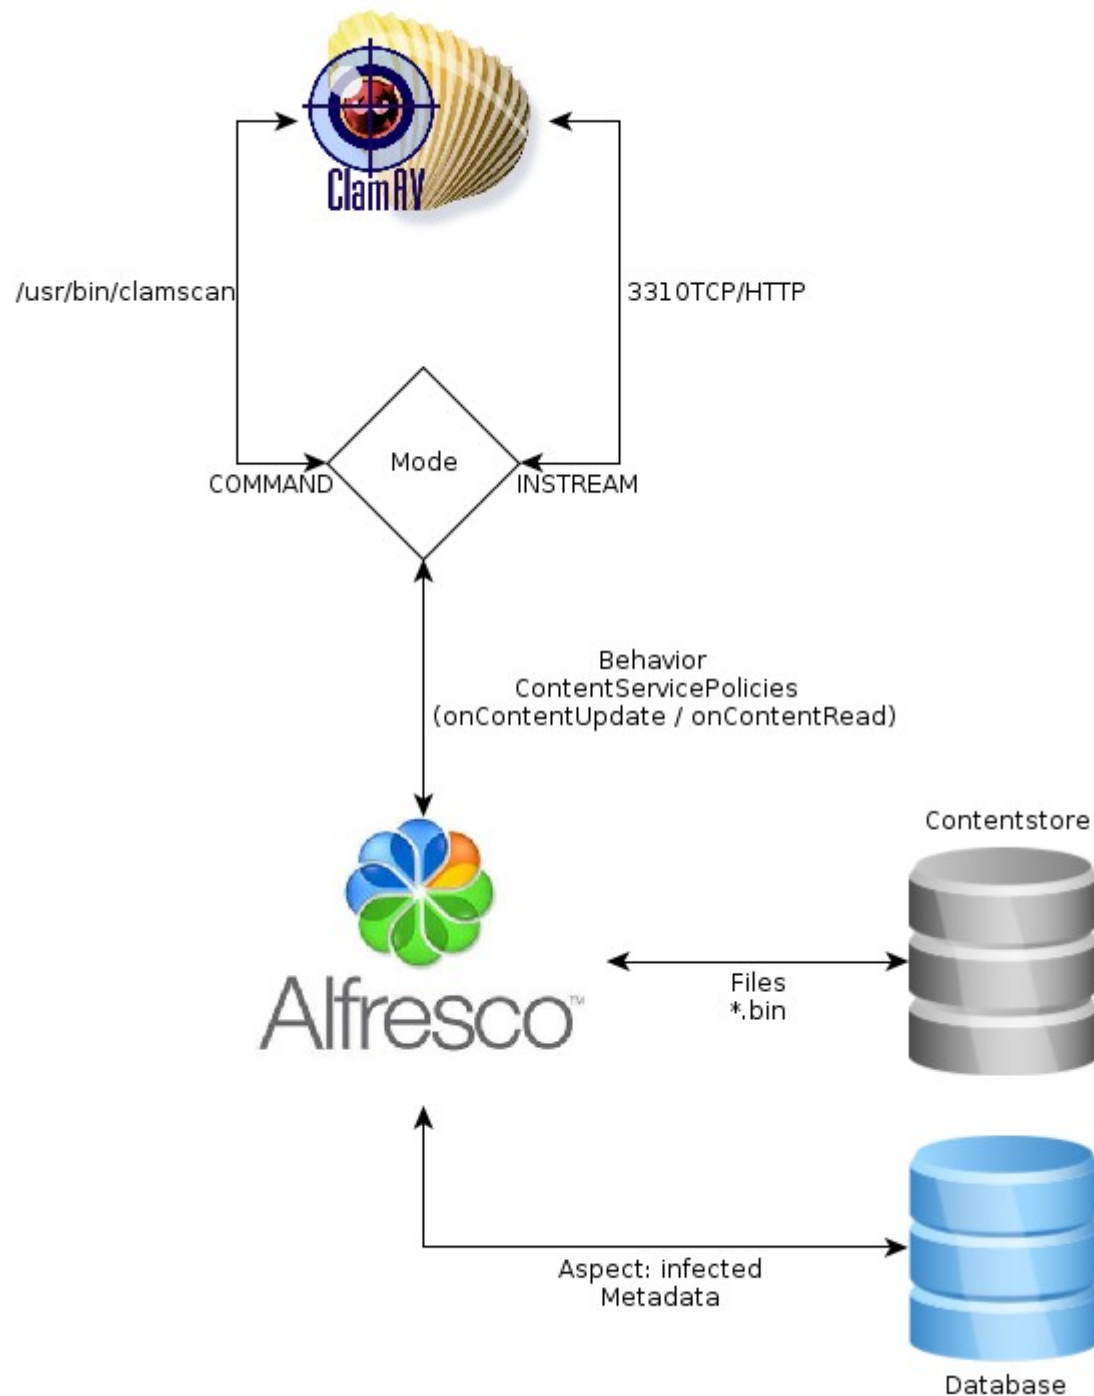 ClamAV
/usr/bin/clamscan
3310TCP/HTTP
Mode
COMMAND
INSTREAM
Behavior
ContentServicePolicies
(onContentUpdate / onContentRead)
Contentstore
Files
*.bin
Alfresco™
Aspect: infected
Metadata
Database